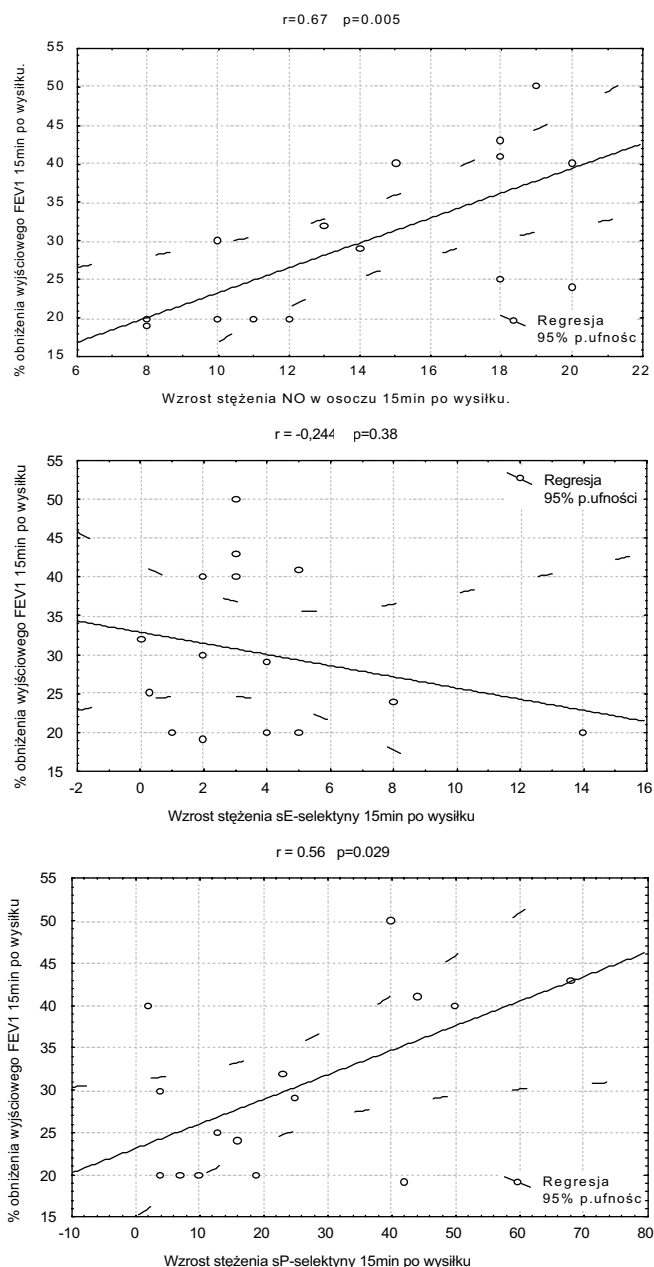 r=0.67 p=0.005
% obniżenia wyjściowego FEV1 15min po wysiłku.
55
50
45
40
35
30
25
20
15
6 8 10 12 14 16 18 20 22
Regresja
95% p.ufnośc
Wzrost stężenia NO w osoczu 15min po wysiłku.
r = -0,244 p=0.38
% obniżenia wyjściowego FEV1 15min po wysiłku
55
50
45
40
35
30
25
20
15
-2 0 2 4 6 8 10 12 14 16
Regresja
95% p.ufności
Wzrost stężenia sE-selektyny 15min po wysiłku
r = 0.56 p=0.029
% obniżenia wyjściowego FEV1 15min po wysiłku
55
50
45
40
35
30
25
20
15
-10 0 10 20 30 40 50 60 70 80
Regresja
95% p.ufnośc
Wzrost stężenia sP-selektyny 15min po wysiłku